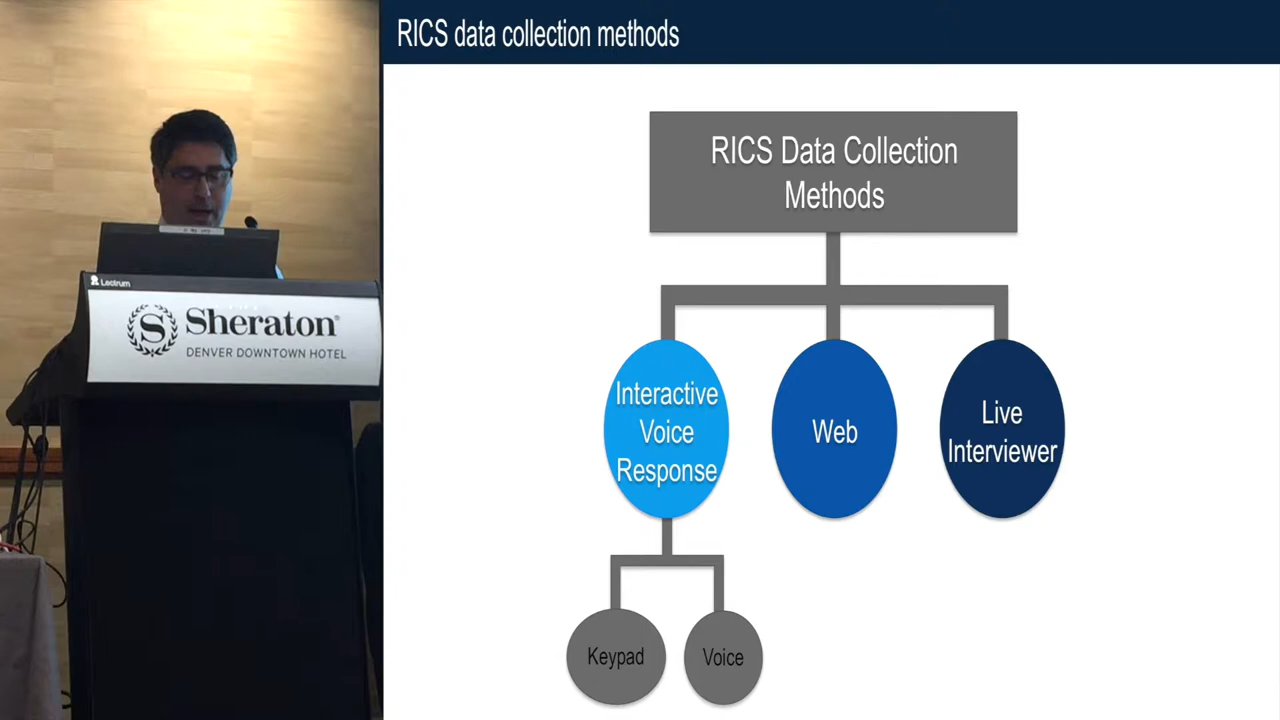 RICS data collection methods
RICS Data Collection
Methods
Interactive
Voice
Response
Web
Live
Interviewer
Keypad
Voice
Lectrum
S
Sheraton®
DENVER DOWNTOWN HOTEL